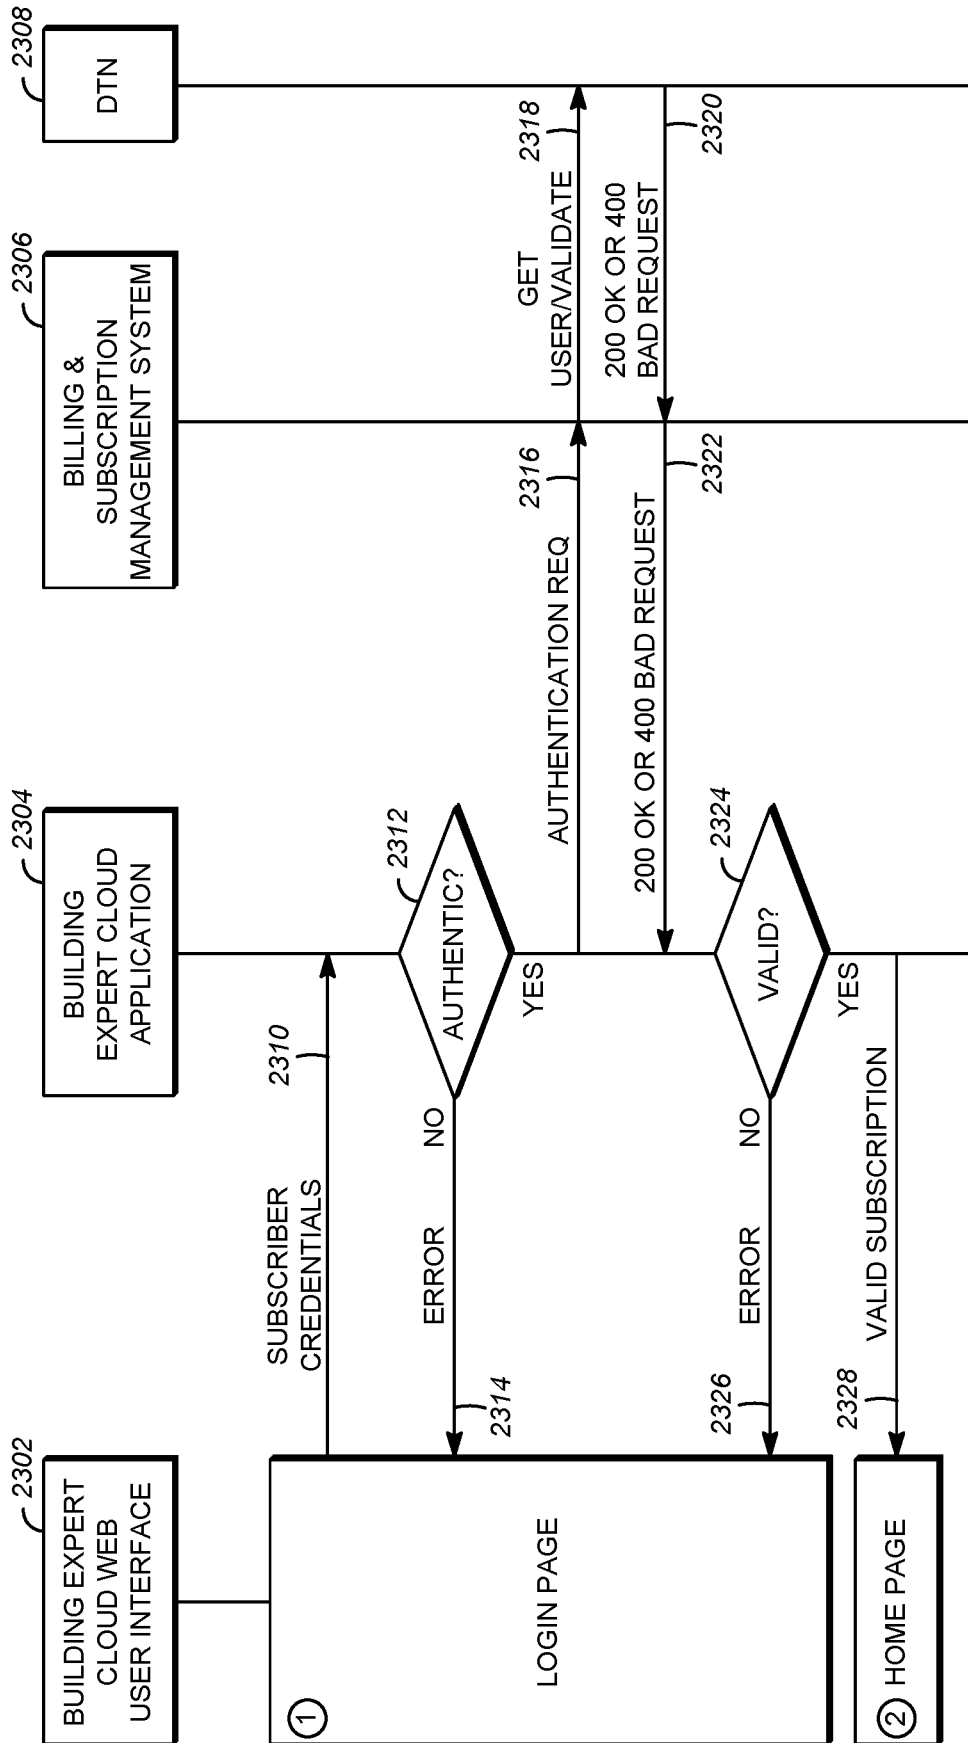 2302
BUILDING EXPERT
CLOUD WEB
USER INTERFACE
2304
BUILDING
EXPERT CLOUD
APPLICATION
2306
BILLING &
SUBSCRIPTION
MANAGEMENT SYSTEM
2308
DTN
1
LOGIN PAGE
SUBSCRIBER
CREDENTIALS
2310
2312
AUTHENTIC?
NO
ERROR
2314
YES
AUTHENTICATION REQ
2316
GET
USER/VALIDATE
2318
200 OK OR 400
BAD REQUEST
2320
200 OK OR 400 BAD REQUEST
2322
2324
VALID?
NO
ERROR
2326
YES
VALID SUBSCRIPTION
2328
2 HOME PAGE